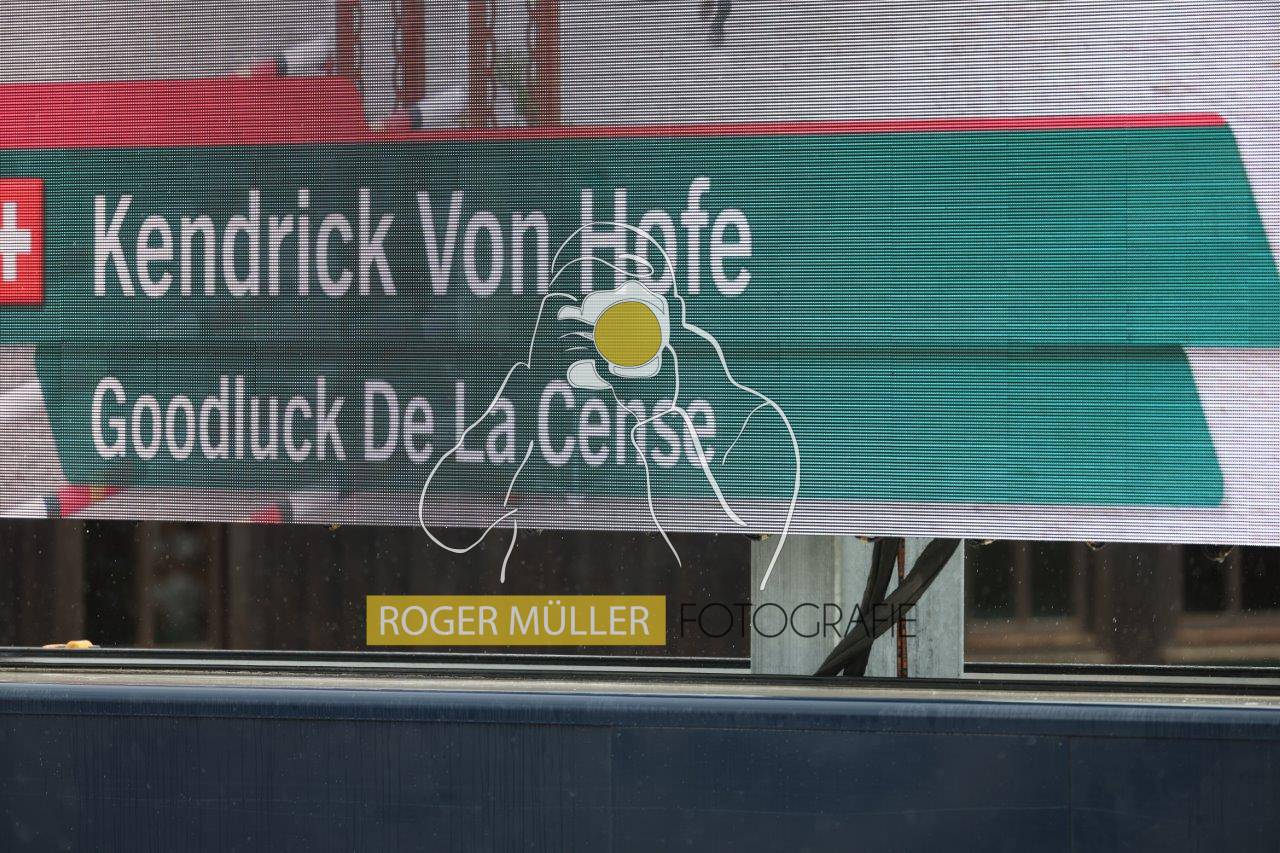 Kendrick Von Hofe
Goodluck De La Cense
ROGER MÜLLER FOTOGRAFIE